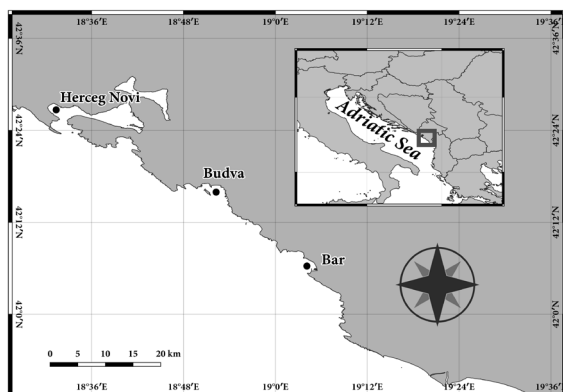 18°36'E 18°48'E 19°0'E 19°12'E 19°24'E 19°36'E
42°36'N 42°36'N
Herceg Novi
Adriatic Sea
42°24'N 42°24'N
Budva
42°12'N 42°12'N
Bar
42°0'N 42°0'N
0 5 10 15 20 km
18°36'E 18°48'E 19°0'E 19°12'E 19°24'E 19°36'E